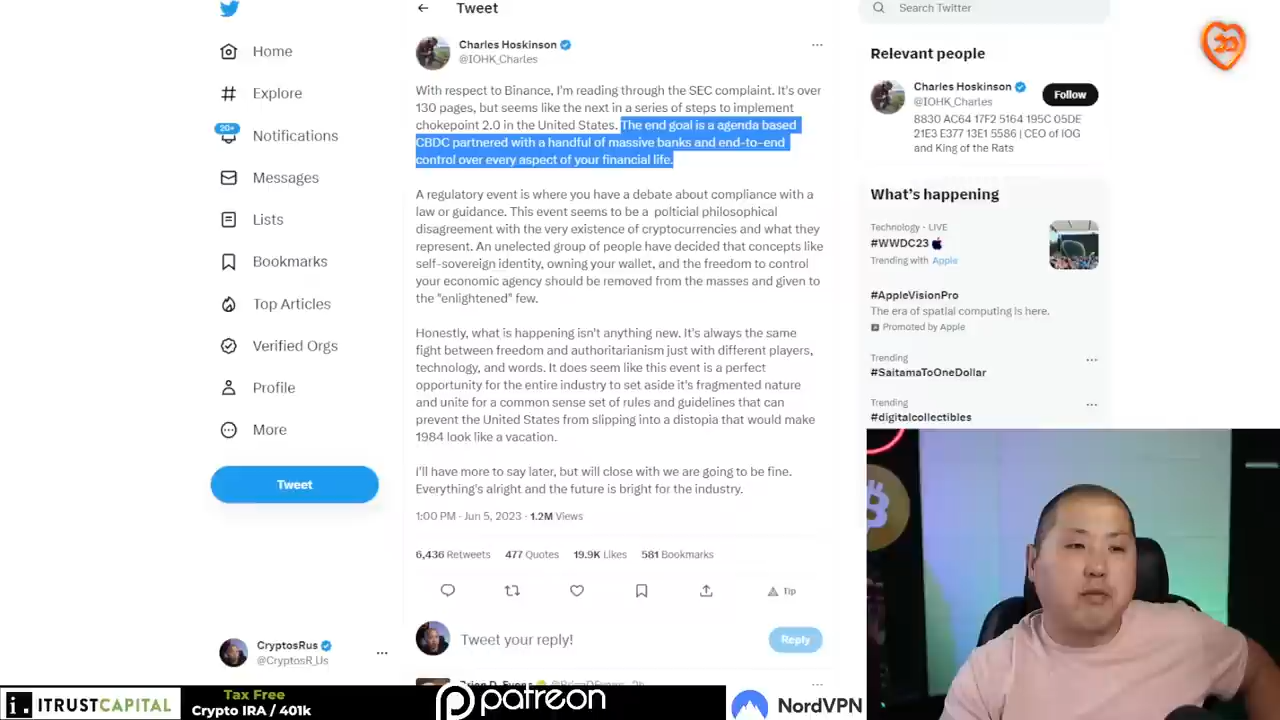 Tweet
Search Twitter
Home
Explore
20+
Notifications
Messages
Lists
Bookmarks
Top Articles
Verified Orgs
Profile
More
Tweet
CryptosRus
@CryptosR_Us
Charles Hoskinson
@IOHK_Charles
With respect to Binance, I'm reading through the SEC complaint. It's over
130 pages, but seems like the next in a series of steps to implement
chokepoint 2.0 in the United States. The end goal is a agenda based
CBDC partnered with a handful of massive banks and end-to-end
control over every aspect of your financial life.
A regulatory event is where you have a debate about compliance with a
law or guidance. This event seems to be a polticial philosophical
disagreement with the very existence of cryptocurrencies and what they
represent. An unelected group of people have decided that concepts like
self-sovereign identity, owning your wallet, and the freedom to control
your economic agency should be removed from the masses and given to
the "enlightened" few.
Honestly, what is happening isn't anything new. It's always the same
fight between freedom and authoritarianism just with different players,
technology, and words. It does seem like this event is a perfect
opportunity for the entire industry to set aside it's fragmented nature
and unite for a common sense set of rules and guidelines that can
prevent the United States from slipping into a distopia that would make
1984 look like a vacation.
i'll have more to say later, but will close with we are going to be fine.
Everything's alright and the future is bright for the industry.
1:00 PM · Jun 5, 2023 · 1.2M Views
6,436 Retweets 477 Quotes 19.9K Likes 581 Bookmarks
Tip
Tweet your reply!
Reply
Relevant people
Charles Hoskinson
@IOHK_Charles
Follow
8830 AC64 17F2 5164 195C 05DE
21E3 E377 13E1 5586 | CEO of IOG
and King of the Rats
What's happening
Technology · LIVE
#WWDC23
Trending with Apple
#AppleVisionPro
The era of spatial computing is here.
Promoted by Apple
Trending
#SaitamaToOneDollar
Trending
#digitalcollectibles
i. ITRUSTCAPITAL
Tax Free
Crypto IRA / 401k
patreon
NordVPN